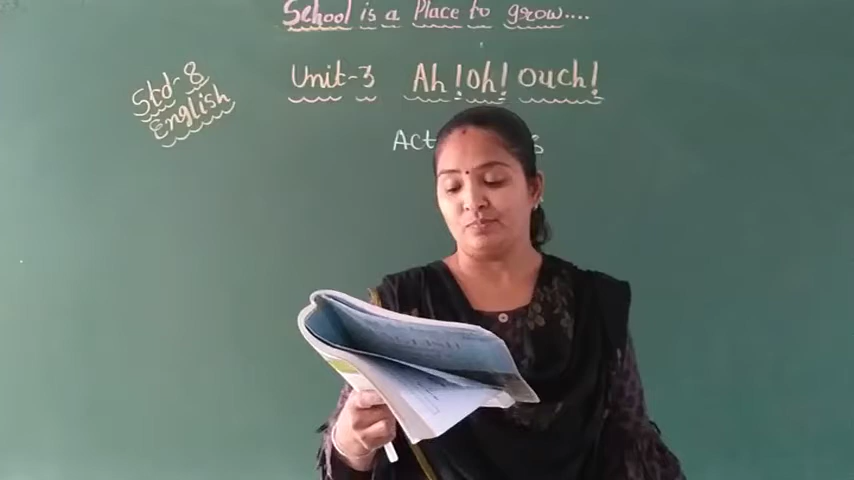 School is a Place to grow....
Unit-3 Ah! Oh! Ouch!
Std-8
English